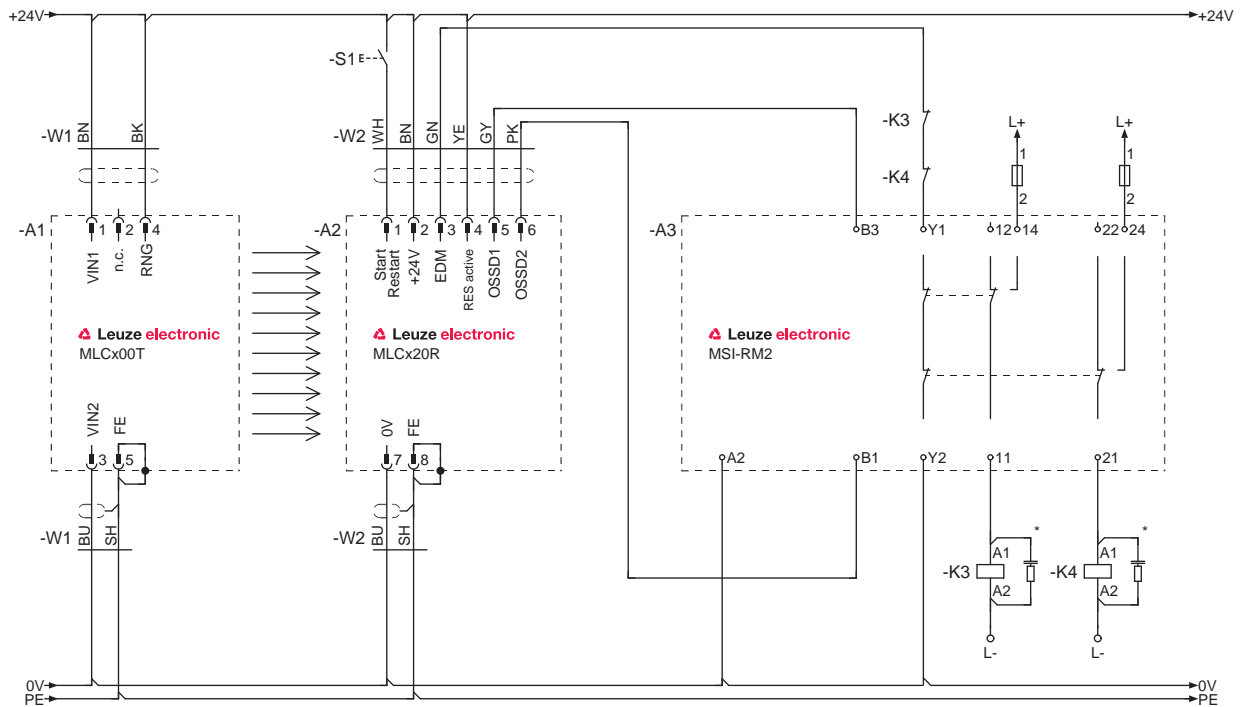 +24V
+24V
-S1
-W1
BN
BK
-W2
WH
BN
GN
YE
GY
PK
-K3
-K4
L+
1
2
L+
1
2
-A1
1
2
4
VIN1
n.c.
RNG
-A2
1
2
3
4
5
6
Start
Restart
+24V
EDM
RES active
OSSD1
OSSD2
-A3
B3
Y1
12
14
22
24
Leuze electronic
MLCx00T
Leuze electronic
MLCx20R
Leuze electronic
MSI-RM2
VIN2
FE
3
5
0V
FE
7
8
A2
B1
Y2
11
21
-W1
BU
SH
-W2
BU
SH
-K3
A1
A2
*
L-
-K4
A1
A2
*
L-
0V
0V
PE
PE